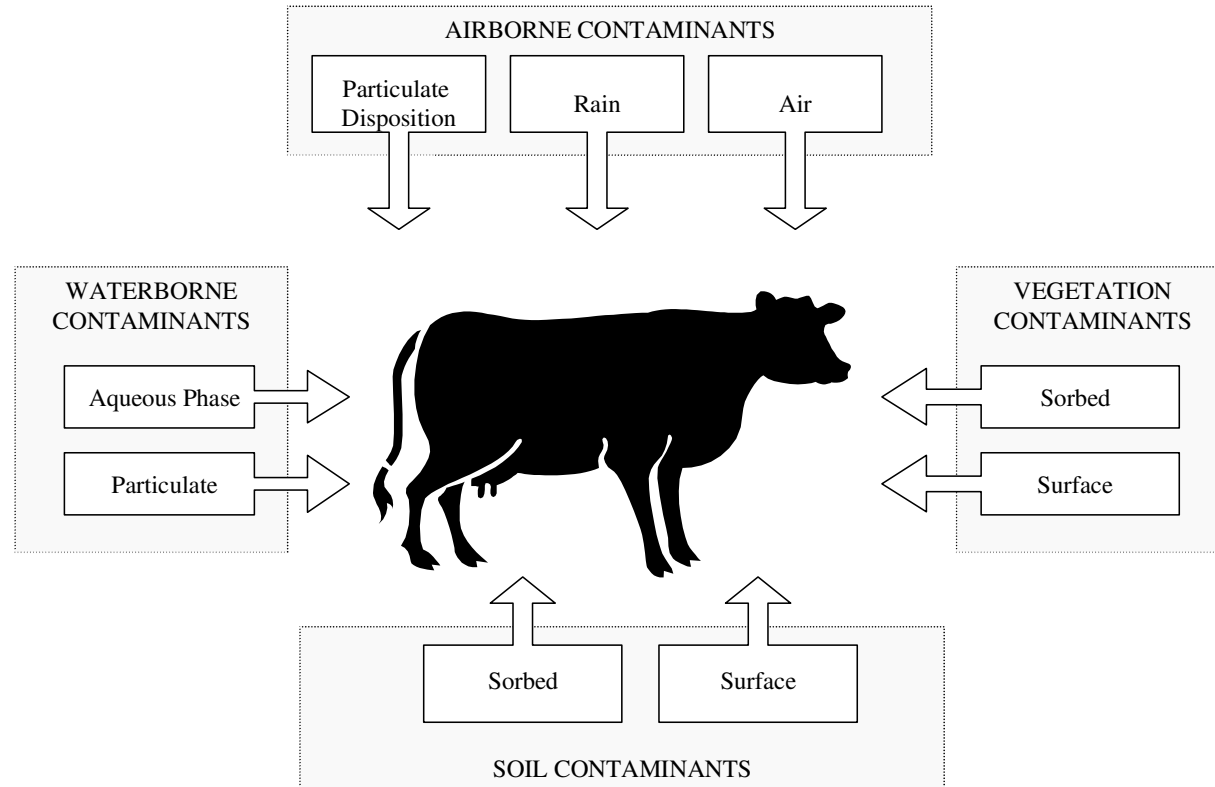 AIRBORNE CONTAMINANTS
Particulate
Disposition
Rain
Air
WATERBORNE
CONTAMINANTS
Aqueous Phase
Particulate
VEGETATION
CONTAMINANTS
Sorbed
Surface
Sorbed
Surface
SOIL CONTAMINANTS